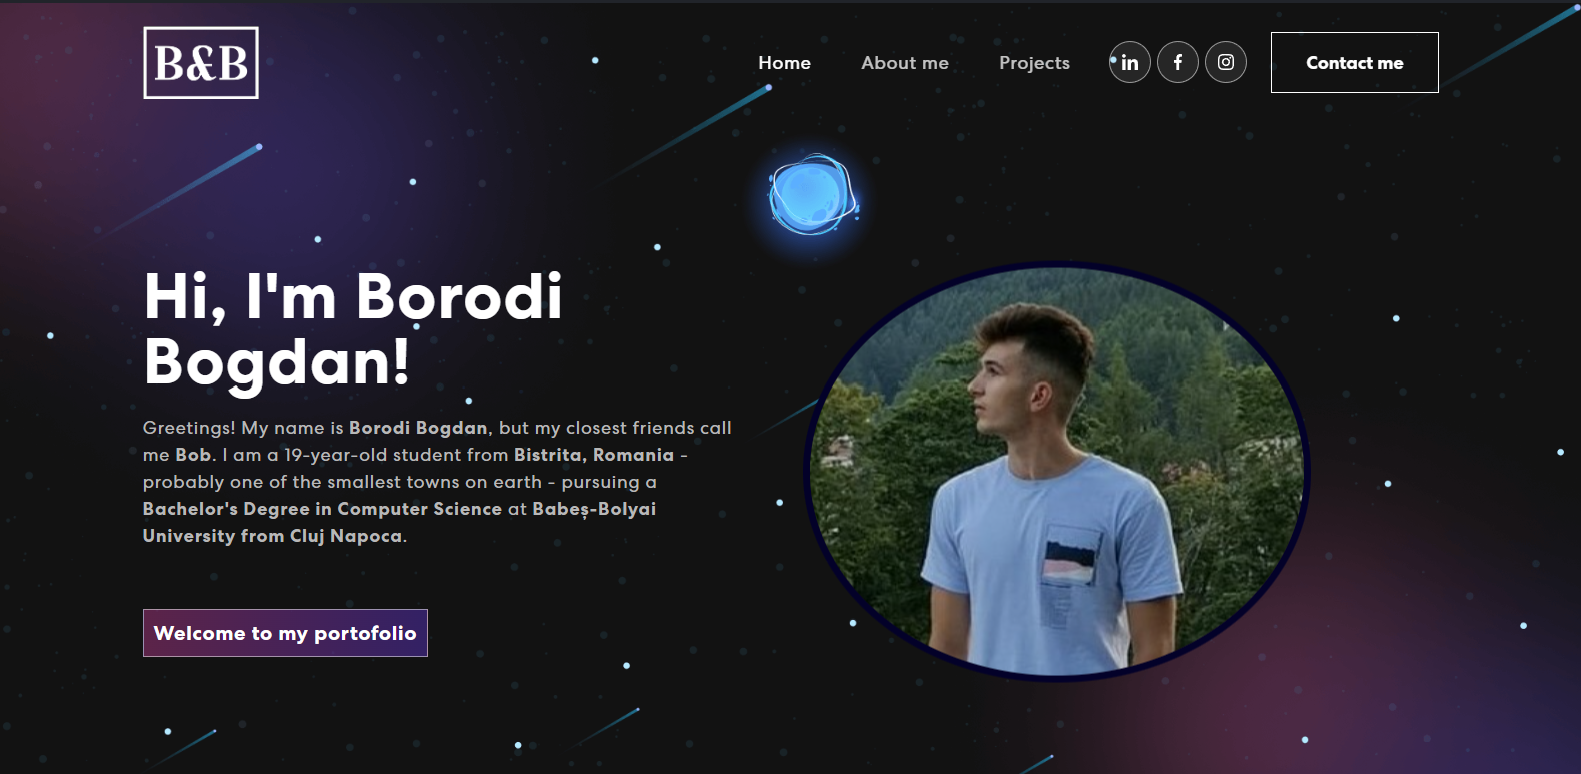 B&B
Home
About me
Projects
in
f
Contact me
Hi, I'm Borodi
Bogdan!
Greetings! My name is Borodi Bogdan, but my closest friends call
me Bob. I am a 19-year-old student from Bistrita, Romania -
probably one of the smallest towns on earth - pursuing a
Bachelor's Degree in Computer Science at Babeș-Bolyai
University from Cluj Napoca.
Welcome to my portofolio